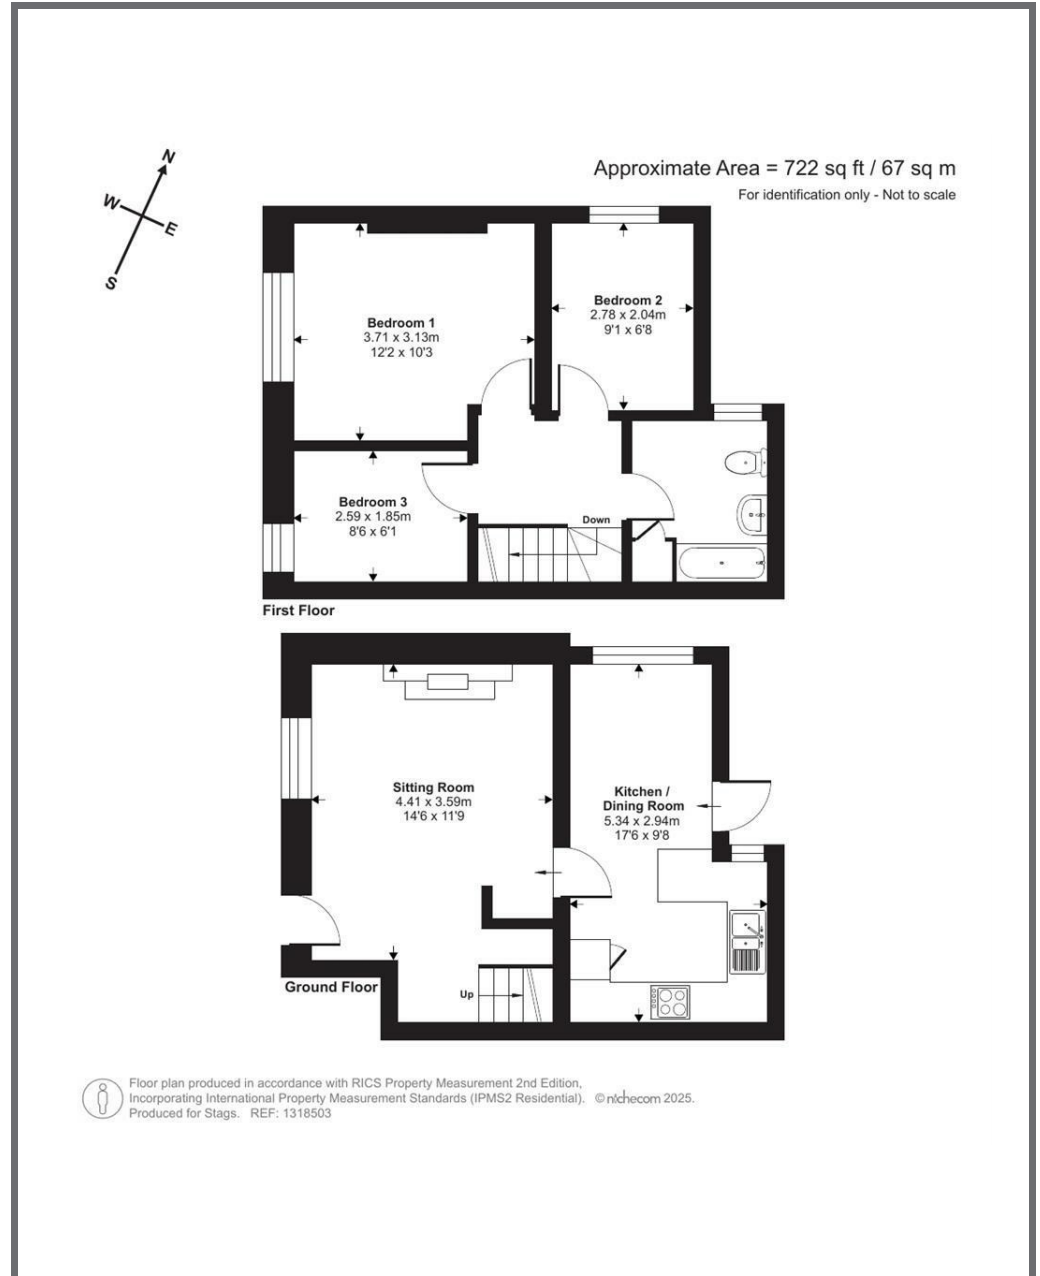 N
W
E
S
Approximate Area = 722 sq ft / 67 sq m
For identification only - Not to scale
Bedroom 1
3.71 x 3.13m
12'2 x 10'3
Bedroom 2
2.78 x 2.04m
9'1 x 6'8
Bedroom 3
2.59 x 1.85m
8'6 x 6'1
Down
First Floor
Sitting Room
4.41 x 3.59m
14'6 x 11'9
Kitchen /
Dining Room
5.34 x 2.94m
17'6 x 9'8
Up
Ground Floor
Floor plan produced in accordance with RICS Property Measurement 2nd Edition,
Incorporating International Property Measurement Standards (IPMS2 Residential). © nichecom 2025.
Produced for Stags. REF: 1318503